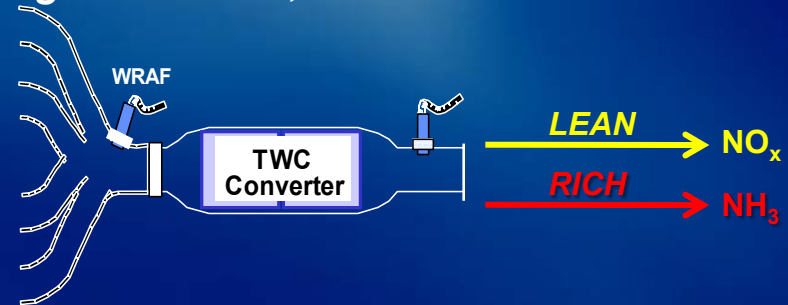 WRAF
TWC
Converter
LEAN
NOx
RICH
NH3